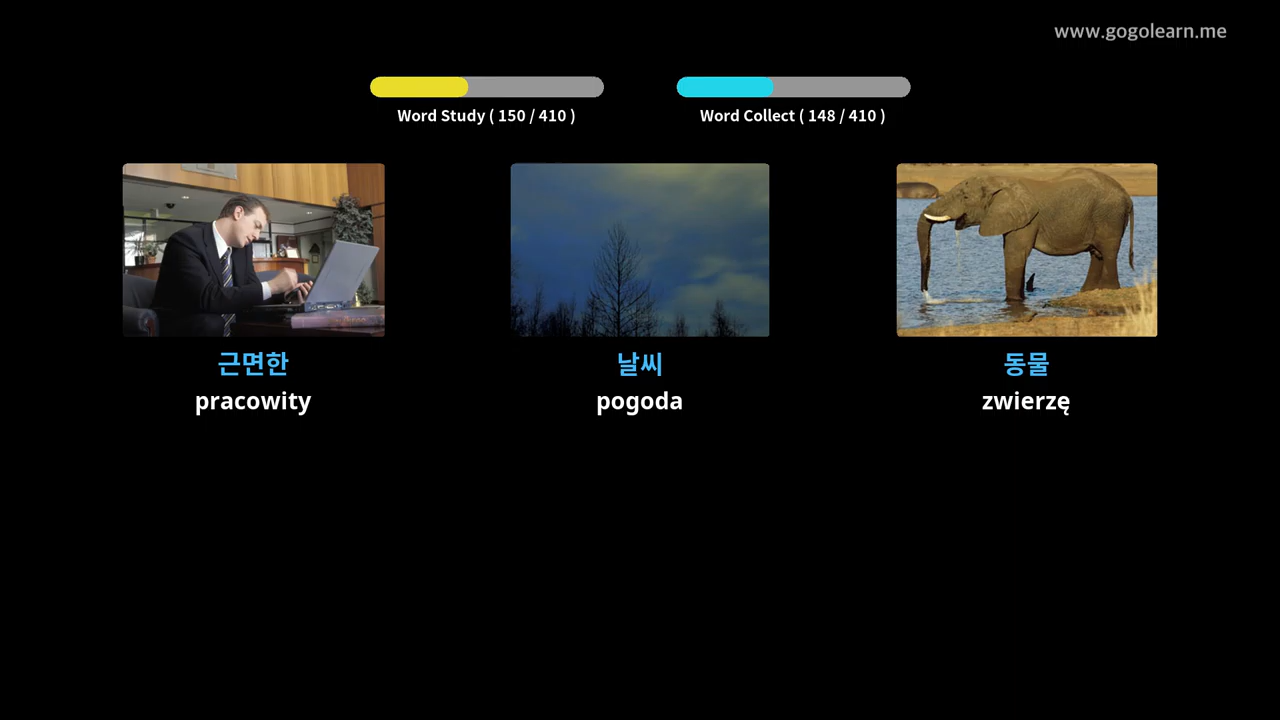 www.gogolearn.me
Word Study ( 150 / 410 )
Word Collect ( 148 / 410 )
근면한
pracowity
날씨
pogoda
동물
zwierzę